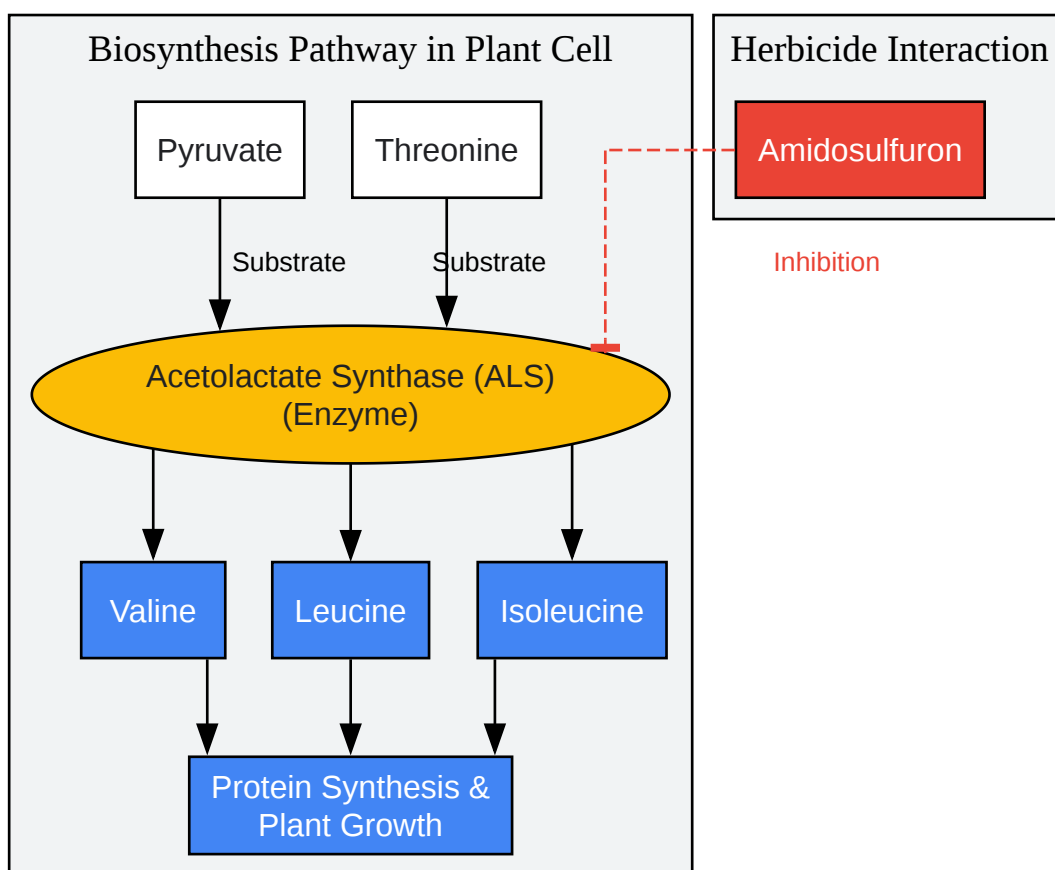 Biosynthesis Pathway in Plant Cell
Herbicide Interaction
Pyruvate
Threonine
Amidosulfuron
Substrate
Substrate
Inhibition
Acetolactate Synthase (ALS)
(Enzyme)
Valine
Leucine
Isoleucine
Protein Synthesis &
Plant Growth